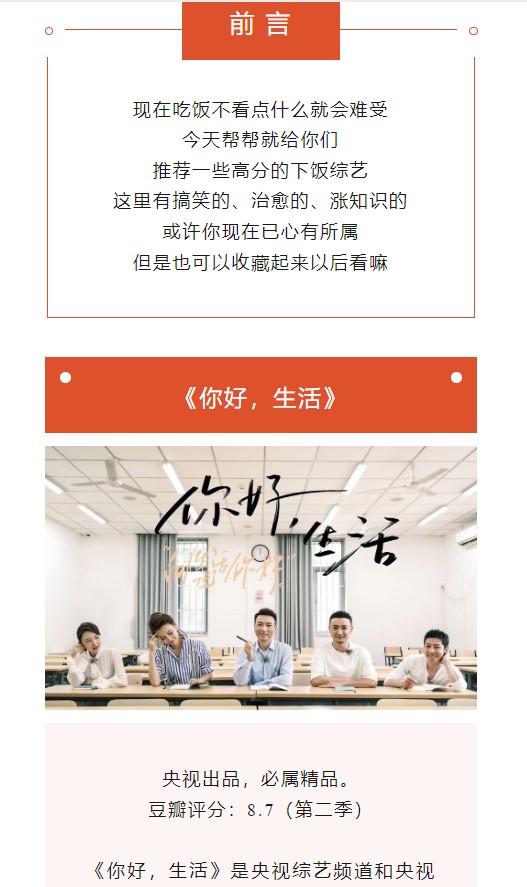 前言
现在吃饭不看点什么就会难受
今天帮帮就给你们
推荐一些高分的下饭综艺
这里有搞笑的、治愈的、涨知识的
或许你现在已心有所属
但是也可以收藏起来以后看嘛
《你好，生活》
你好，生活
央视出品，必属精品。
豆瓣评分：8.7（第二季）
《你好，生活》是央视综艺频道和央视